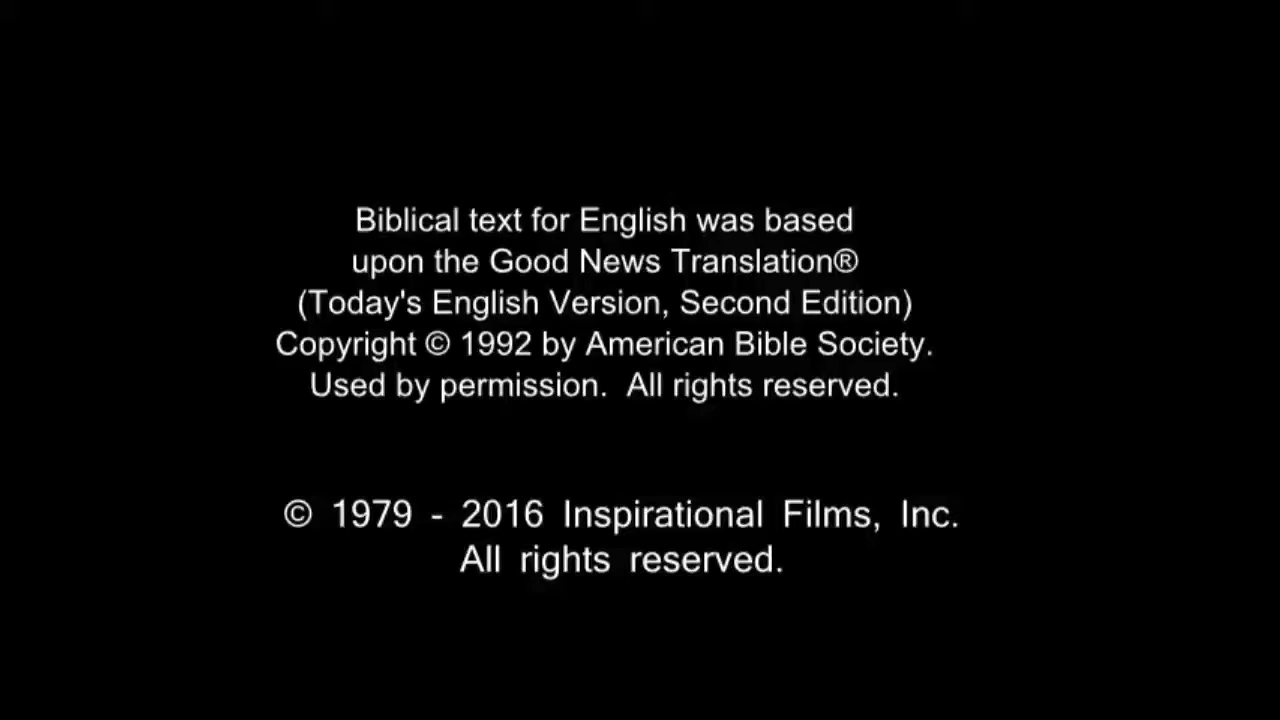 Biblical text for English was based
upon the Good News Translation®
(Today's English Version, Second Edition)
Copyright © 1992 by American Bible Society.
Used by permission.  All rights reserved.
© 1979 - 2016 Inspirational Films, Inc.
All rights reserved.